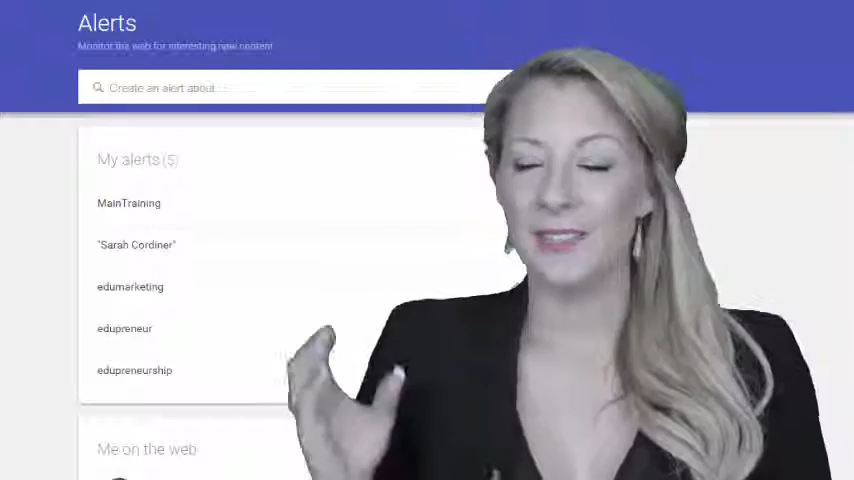 Alerts
Monitor the web for interesting new content
Create an alert about...
My alerts (5)
MainTraining
"Sarah Cordiner"
edumarketing
edupreneur
edupreneurship
Me on the web